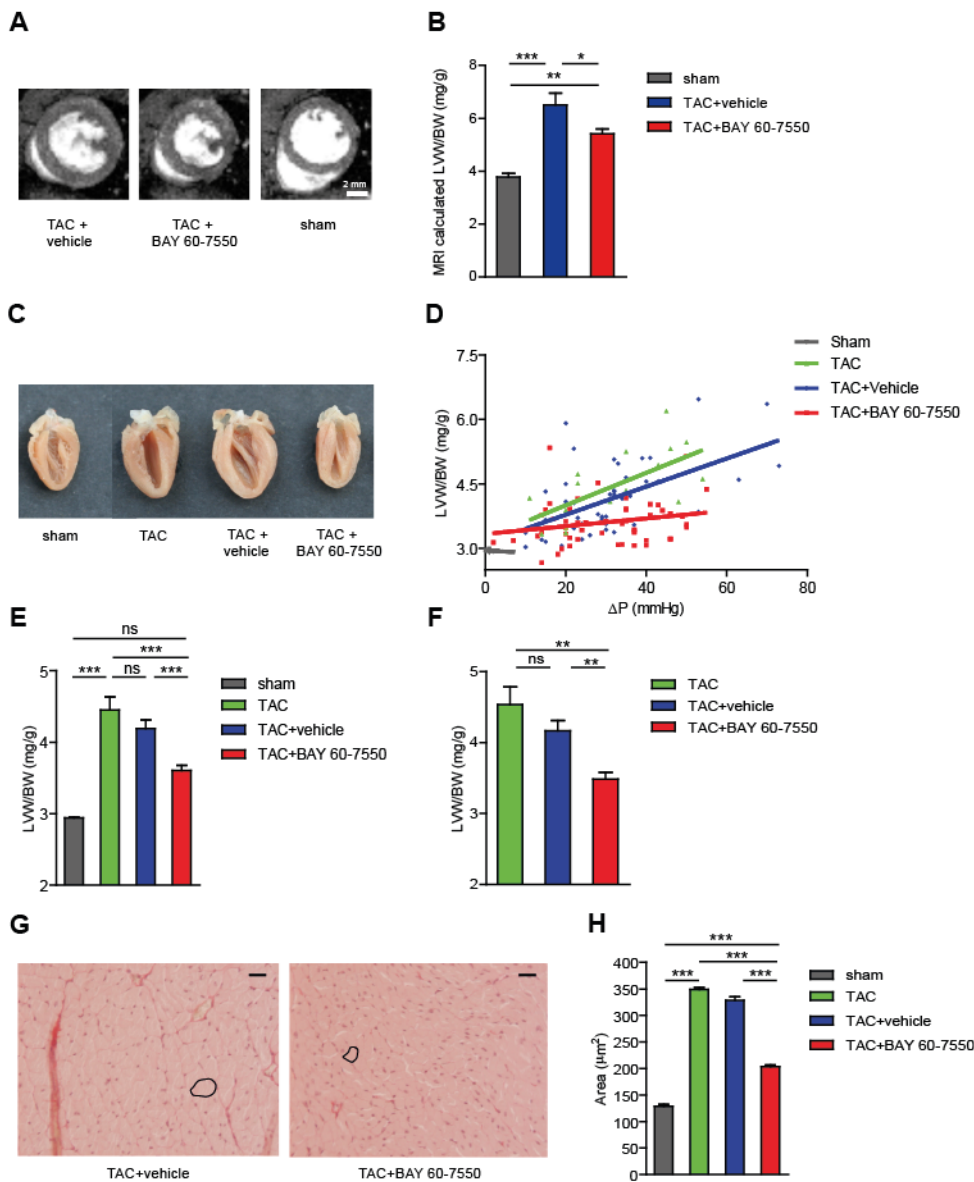 A
TAC +
vehicle
TAC +
BAY 60-7550
sham
2 mm
B
MRI calculated LVW/BW (mg/g)
8
6
4
2
0
***
*
**
sham
TAC+vehicle
TAC+BAY 60-7550
C
sham
TAC
TAC +
vehicle
TAC +
BAY 60-7550
D
LVW/BW (mg/g)
7.5
6.0
4.5
3.0
0
20
40
60
80
ΔP (mmHg)
Sham
TAC
TAC+Vehicle
TAC+BAY 60-7550
E
LVW/BW (mg/g)
5
4
3
2
ns
***
***
ns
***
sham
TAC
TAC+vehicle
TAC+BAY 60-7550
F
LVW/BW (mg/g)
5
4
3
2
**
ns
**
TAC
TAC+vehicle
TAC+BAY 60-7550
G
TAC+vehicle
TAC+BAY 60-7550
H
Area (μm²)
400
350
300
250
200
150
100
50
0
***
***
***
***
sham
TAC
TAC+vehicle
TAC+BAY 60-7550